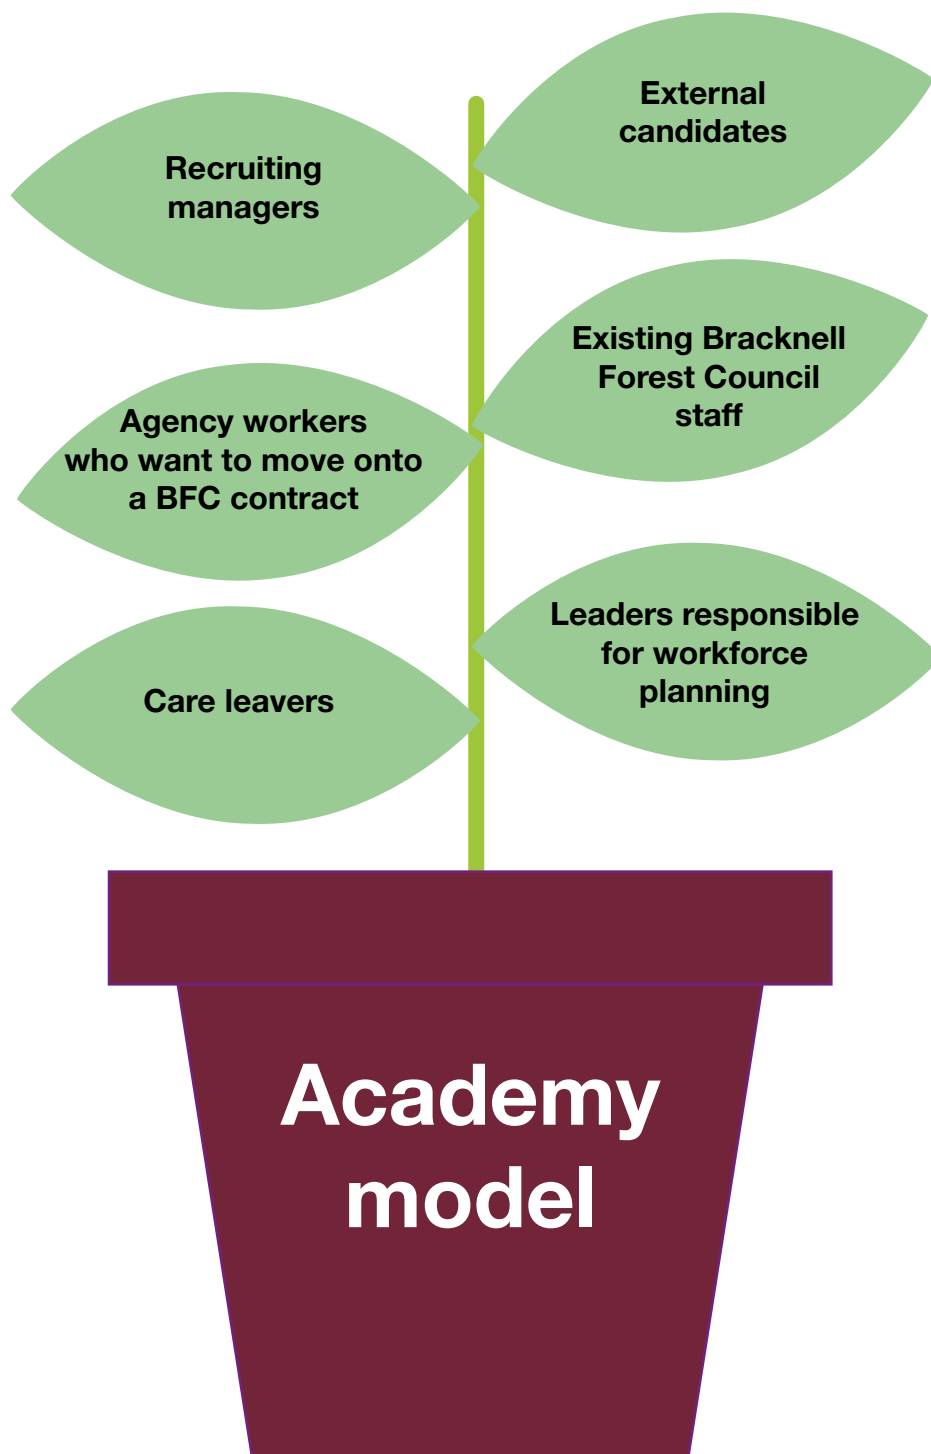 External
candidates
Recruiting
managers
Existing Bracknell
Forest Council
staff
Agency workers
who want to move onto
a BFC contract
Leaders responsible
for workforce
planning
Care leavers
Academy
model